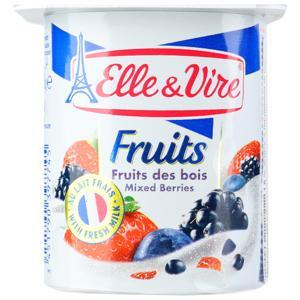 Elle & Vire
Fruits
Fruits des bois
Mixed Berries
AU LAIT FRAIS
WITH FRESH MILK